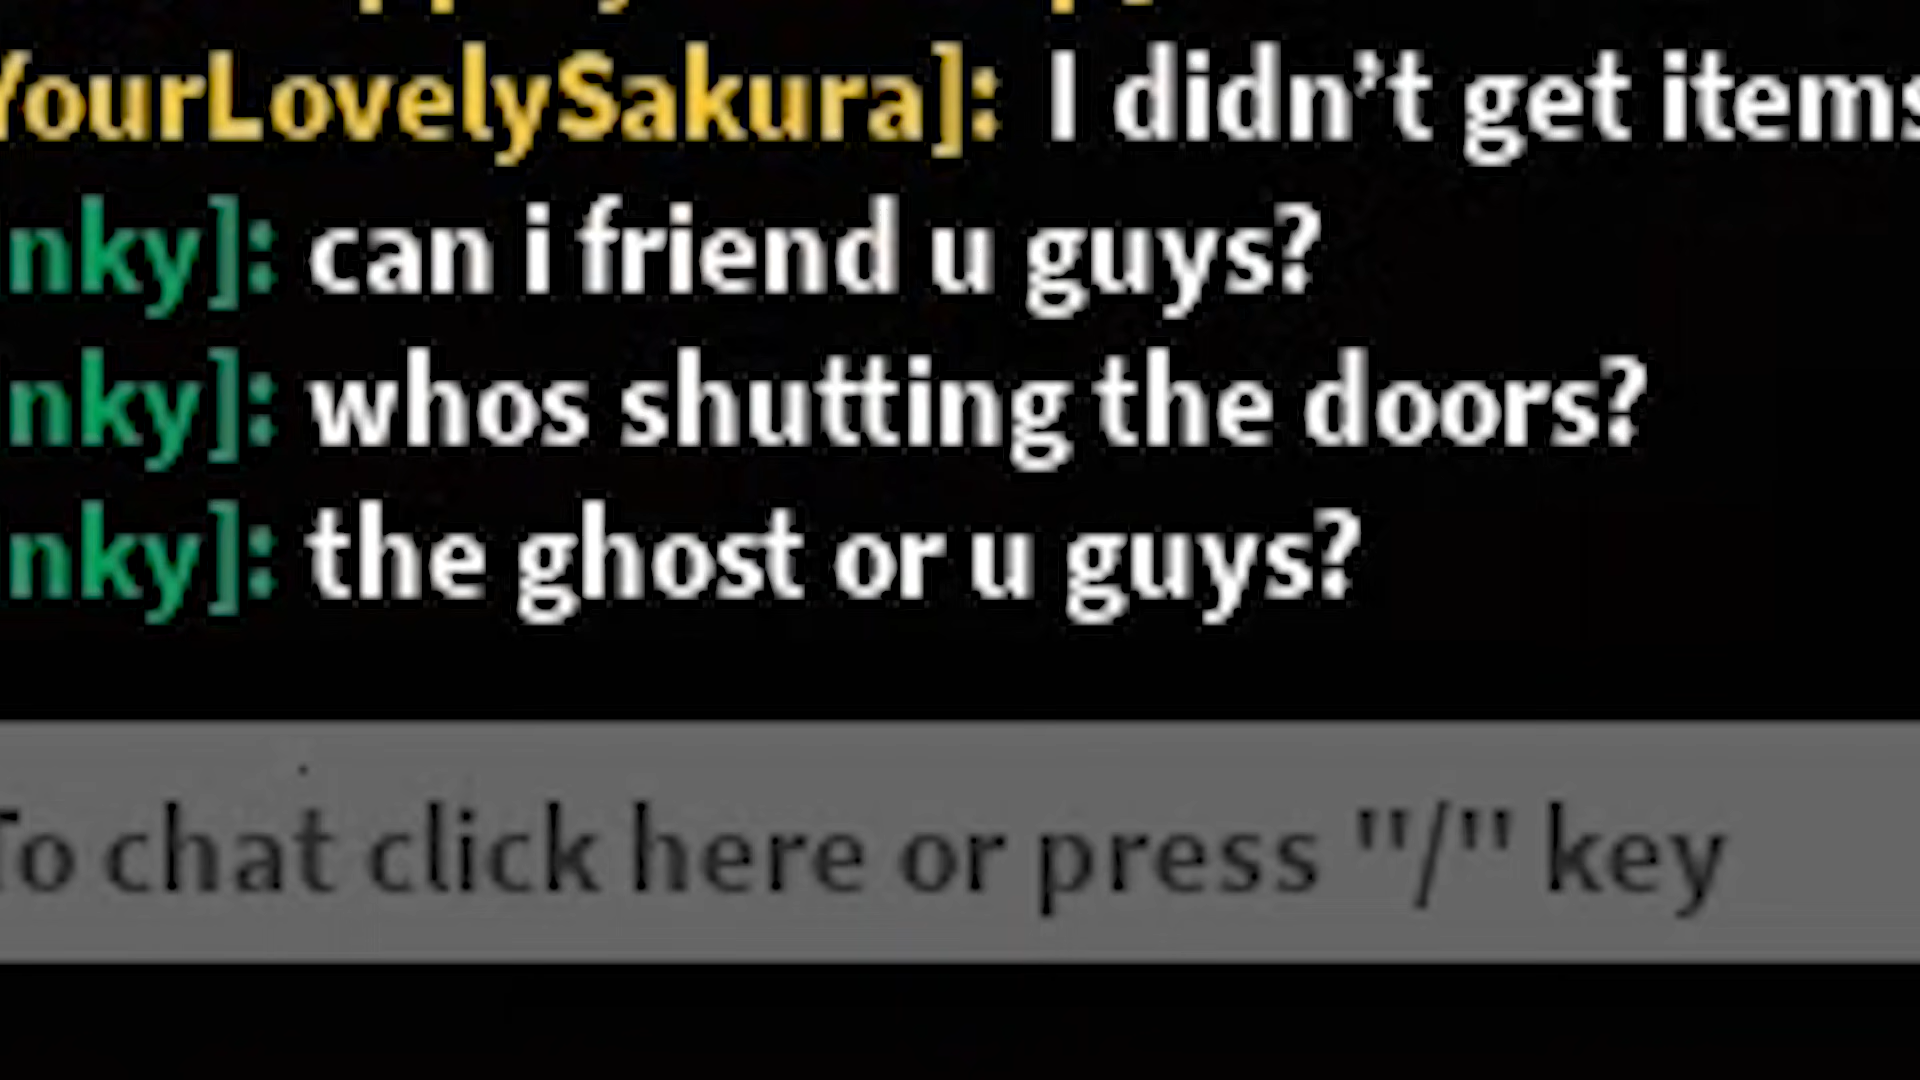 YourLovelySakura]: I didn’t get items
nky]: can i friend u guys?
nky]: whos shutting the doors?
nky]: the ghost or u guys?
To chat click here or press "/" key